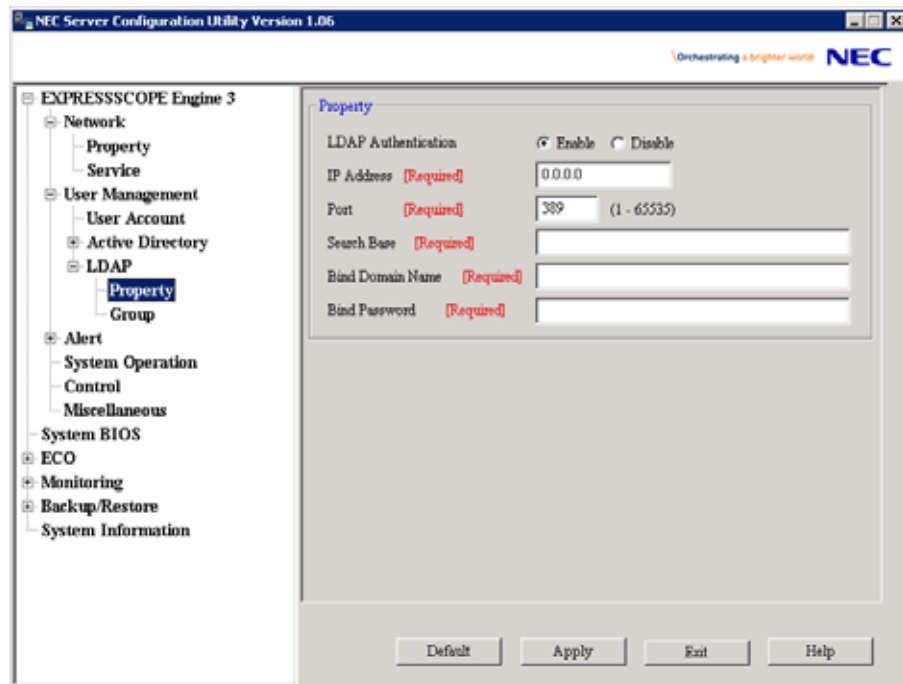 NEC Server Configuration Utility Version 1.06
\Orchestrating a brighter world NEC
EXPRESSSCOPE Engine 3
Network
Property
Service
User Management
User Account
Active Directory
LDAP
Property
Group
Alert
System Operation
Control
Miscellaneous
System BIOS
ECO
Monitoring
Backup/Restore
System Information
Property
LDAP Authentication Enable Disable
IP Address [Required] 0.0.0.0
Port [Required] 389 (1 - 65535)
Search Base [Required]
Bind Domain Name [Required]
Bind Password [Required]
Default Apply Exit Help